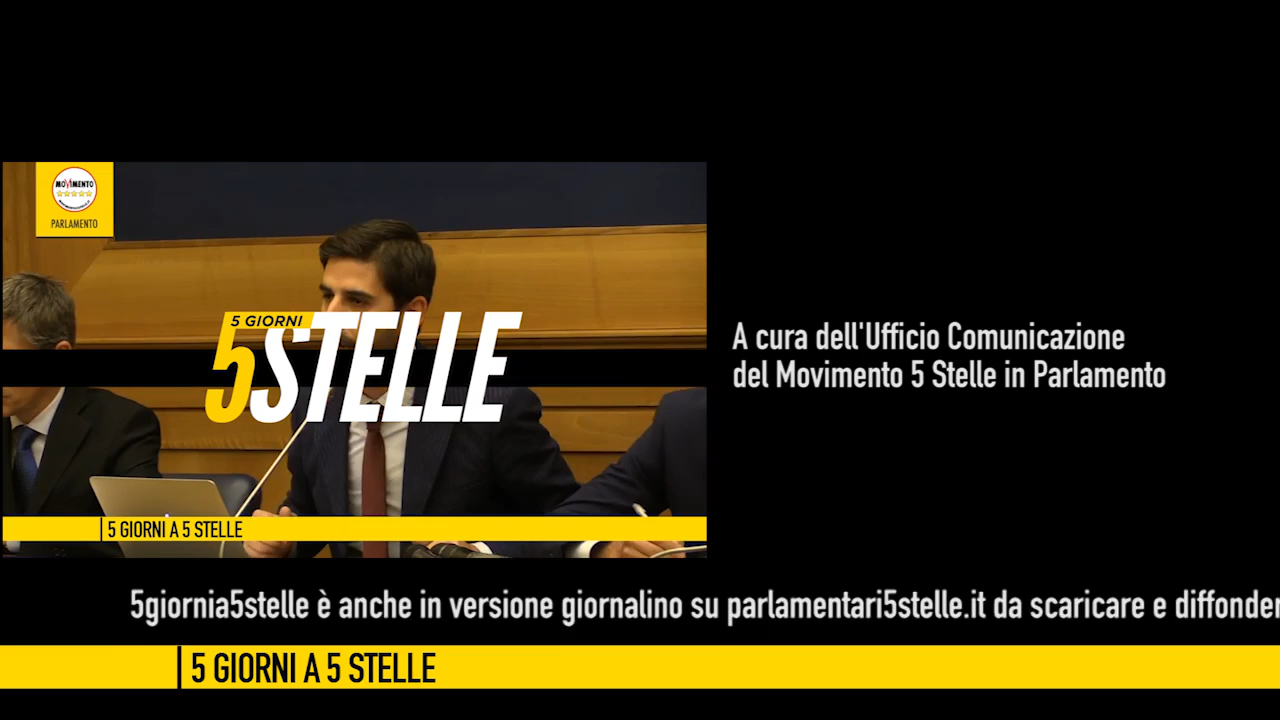 MOVIMENTO
PARLAMENTO
5 GIORNI
5STELLE
5 GIORNI A 5 STELLE
A cura dell'Ufficio Comunicazione
del Movimento 5 Stelle in Parlamento
5giornia5stelle è anche in versione giornalino su parlamentari5stelle.it da scaricare e diffonder
5 GIORNI A 5 STELLE